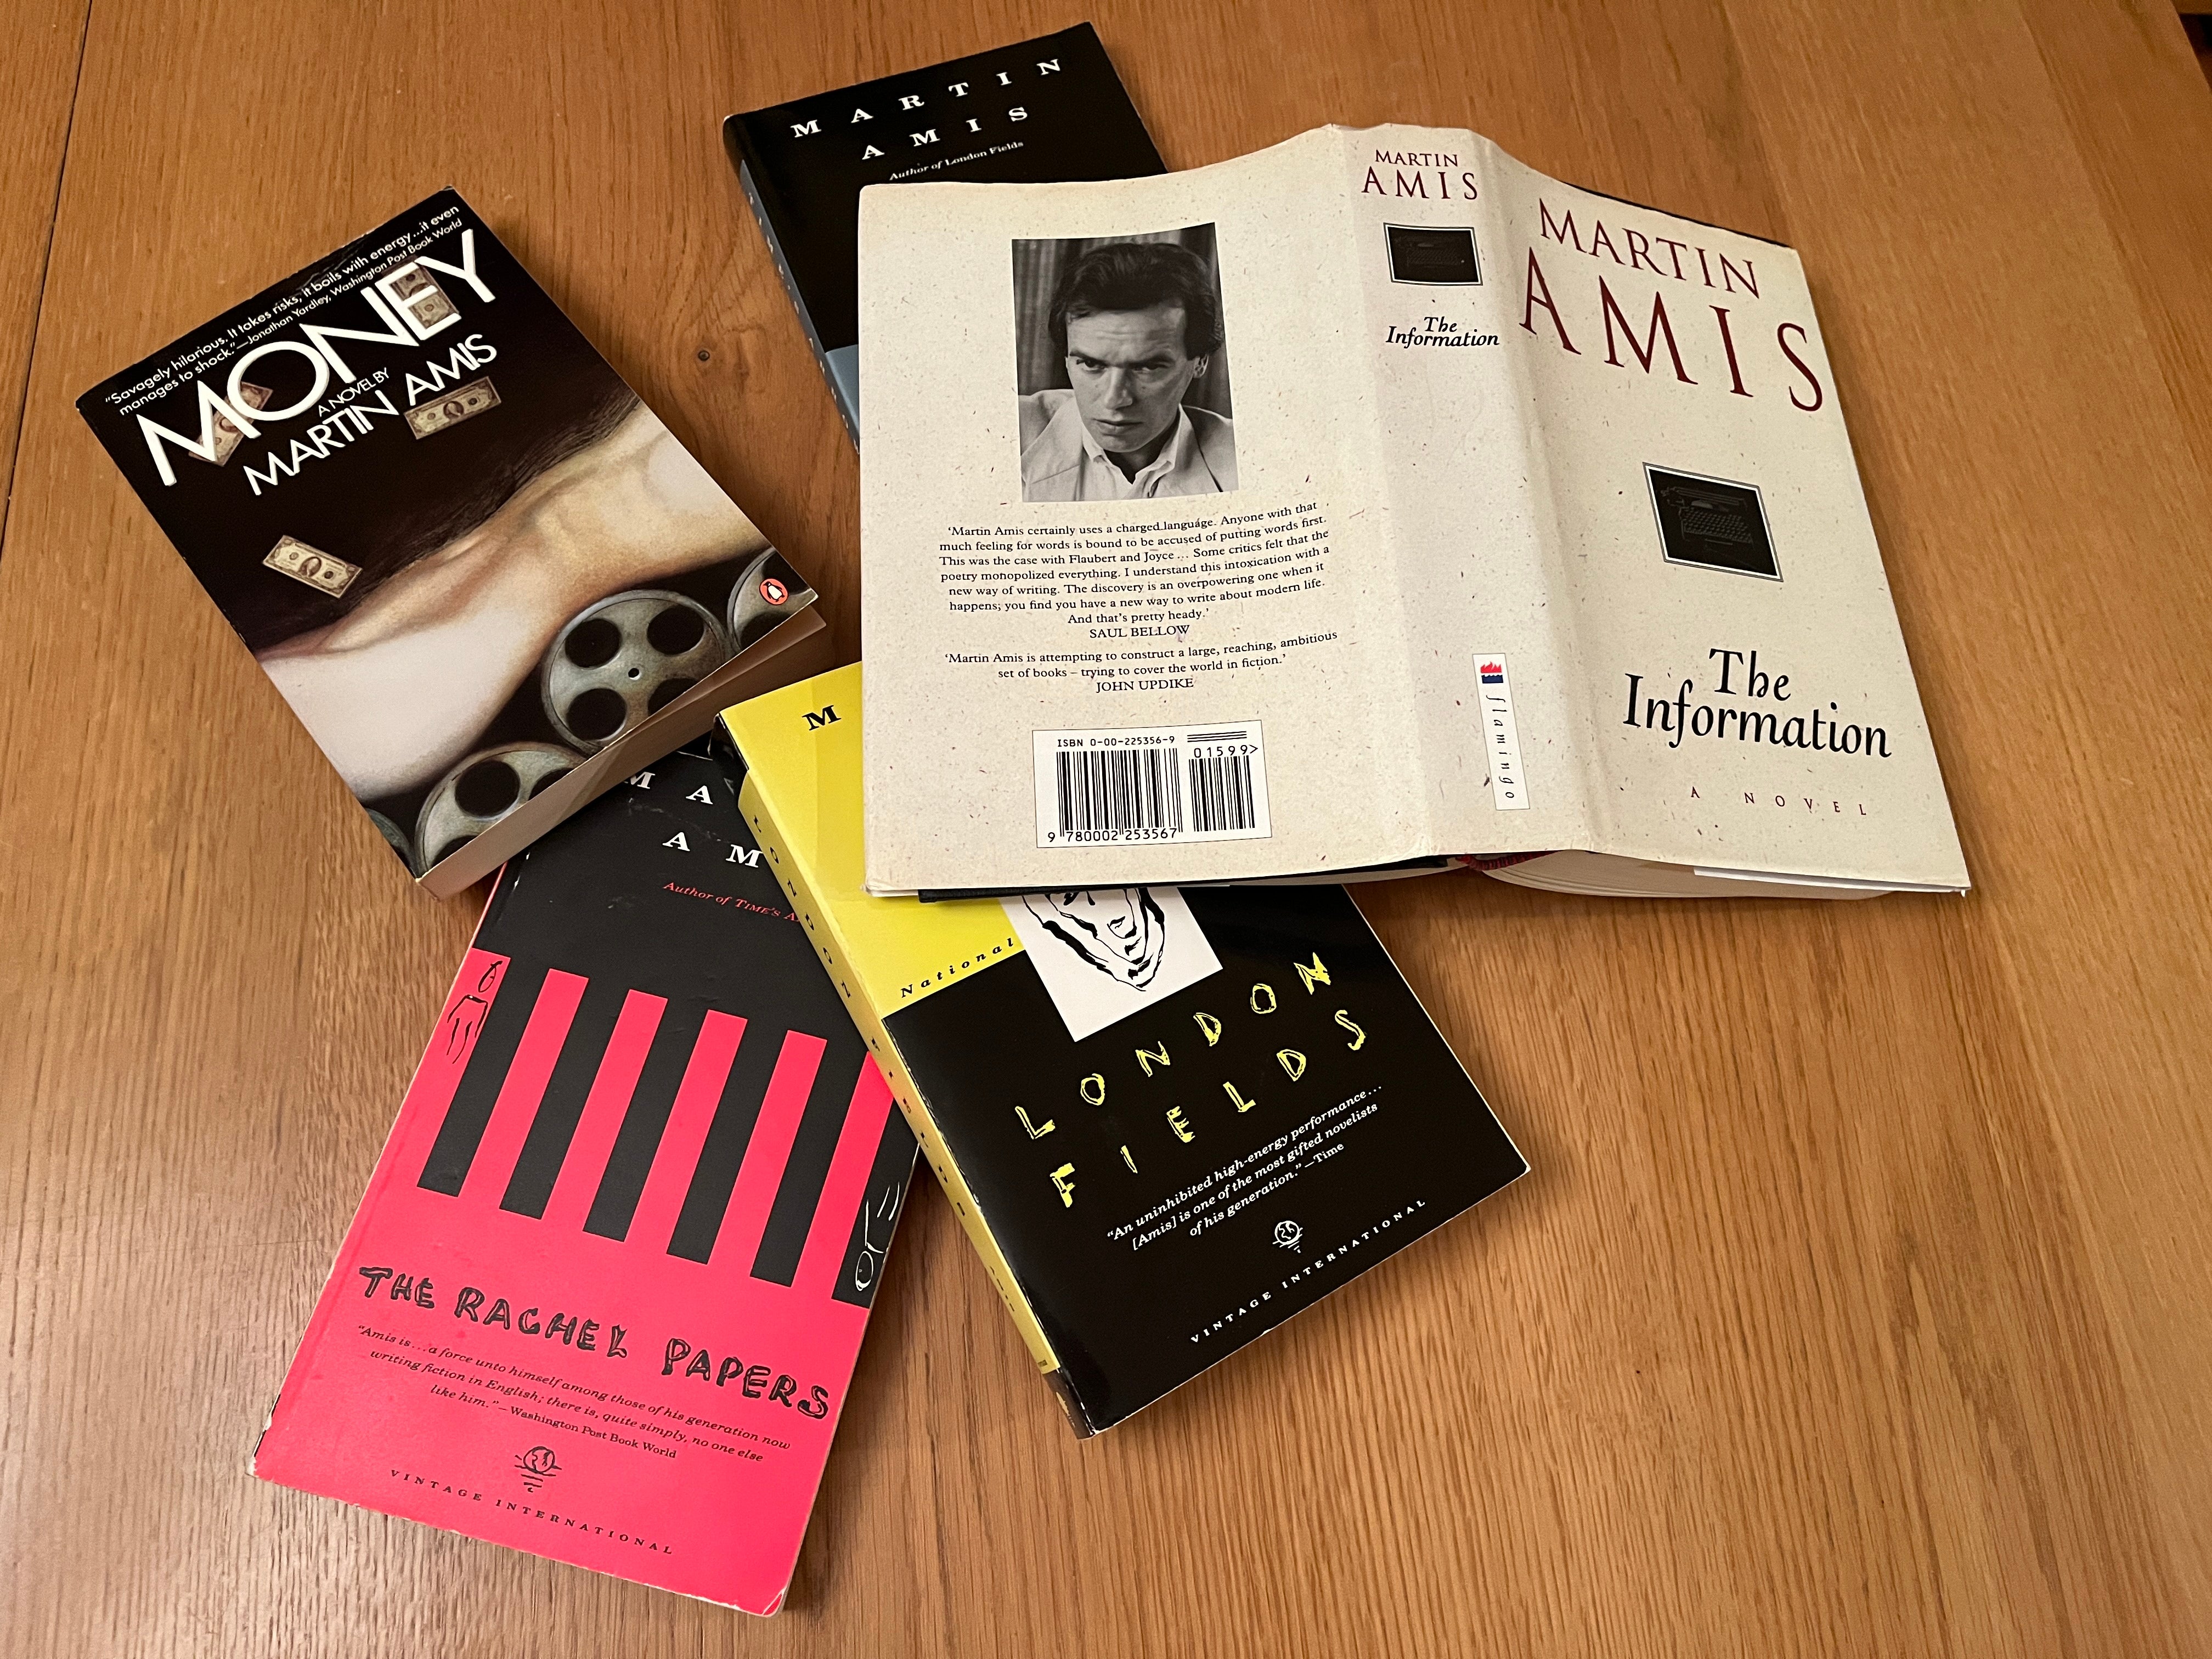 "Savagely hilarious. It takes risks, it boils with energy...it even
manages to shock."—Jonathan Yardley, Washington Post Book World
MONEY
A NOVEL BY
MARTIN AMIS
MARTIN
AMIS
Author of London Fields
'Martin Amis certainly uses a charged language. Anyone with that
much feeling for words is bound to be accused of putting words first.
This was the case with Flaubert and Joyce ... Some critics felt that the
poetry monopolized everything. I understand this intoxication with a
new way of writing. The discovery is an overpowering one when it
happens; you find you have a new way to write about modern life.
And that's pretty heady.'
SAUL BELLOW
'Martin Amis is attempting to construct a large, reaching, ambitious
set of books – trying to cover the world in fiction.'
JOHN UPDIKE
ISBN 0-00-225356-9
01599>
9 780002 253567
MARTIN
AMIS
The
Information
flamingo
MARTIN
AMIS
The
Information
A NOVEL
MA
AM
Author of TIME'S A
THE RACHEL PAPERS
"Amis is...a force unto himself among those of his generation now
writing fiction in English; there is, quite simply, no one else
like him."—Washington Post Book World
VINTAGE INTERNATIONAL
M
National
LONDON FIELDS
LONDON
FIELDS
"An uninhibited high-energy performance...
[Amis] is one of the most gifted novelists
of his generation."—Time
VINTAGE INTERNATIONAL